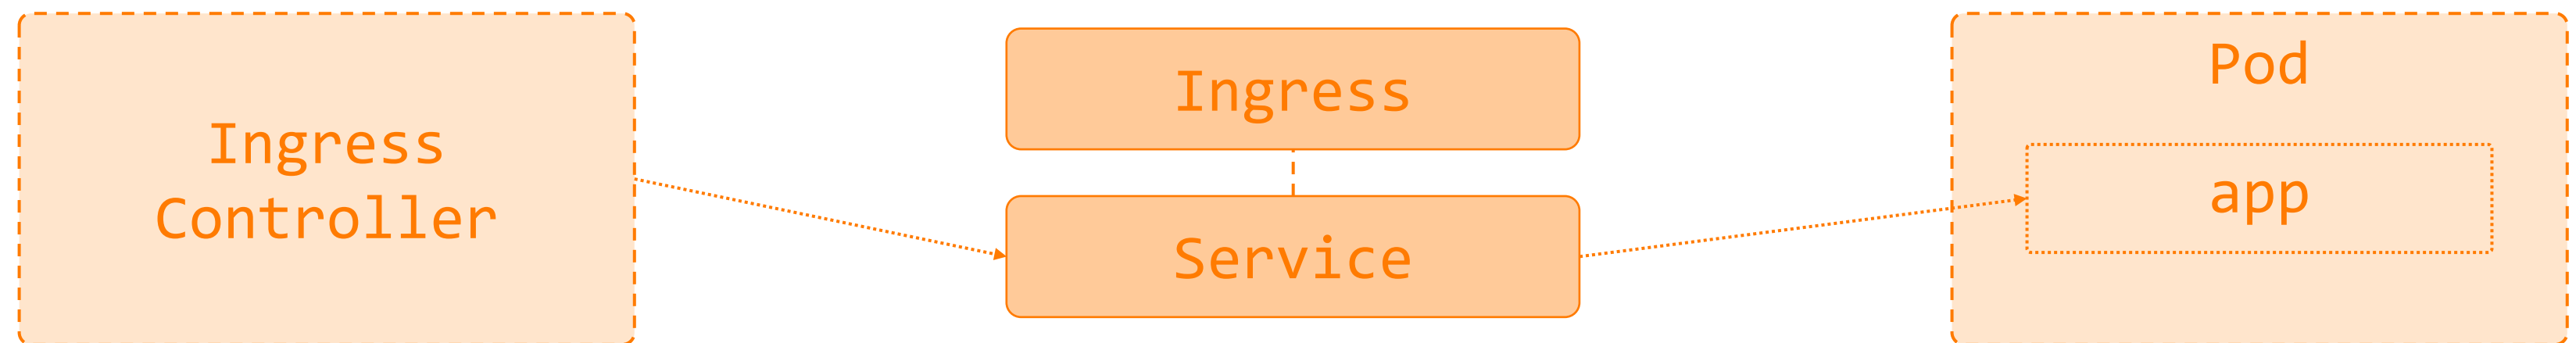 Ingress
Controller
Ingress
Service
Pod
app